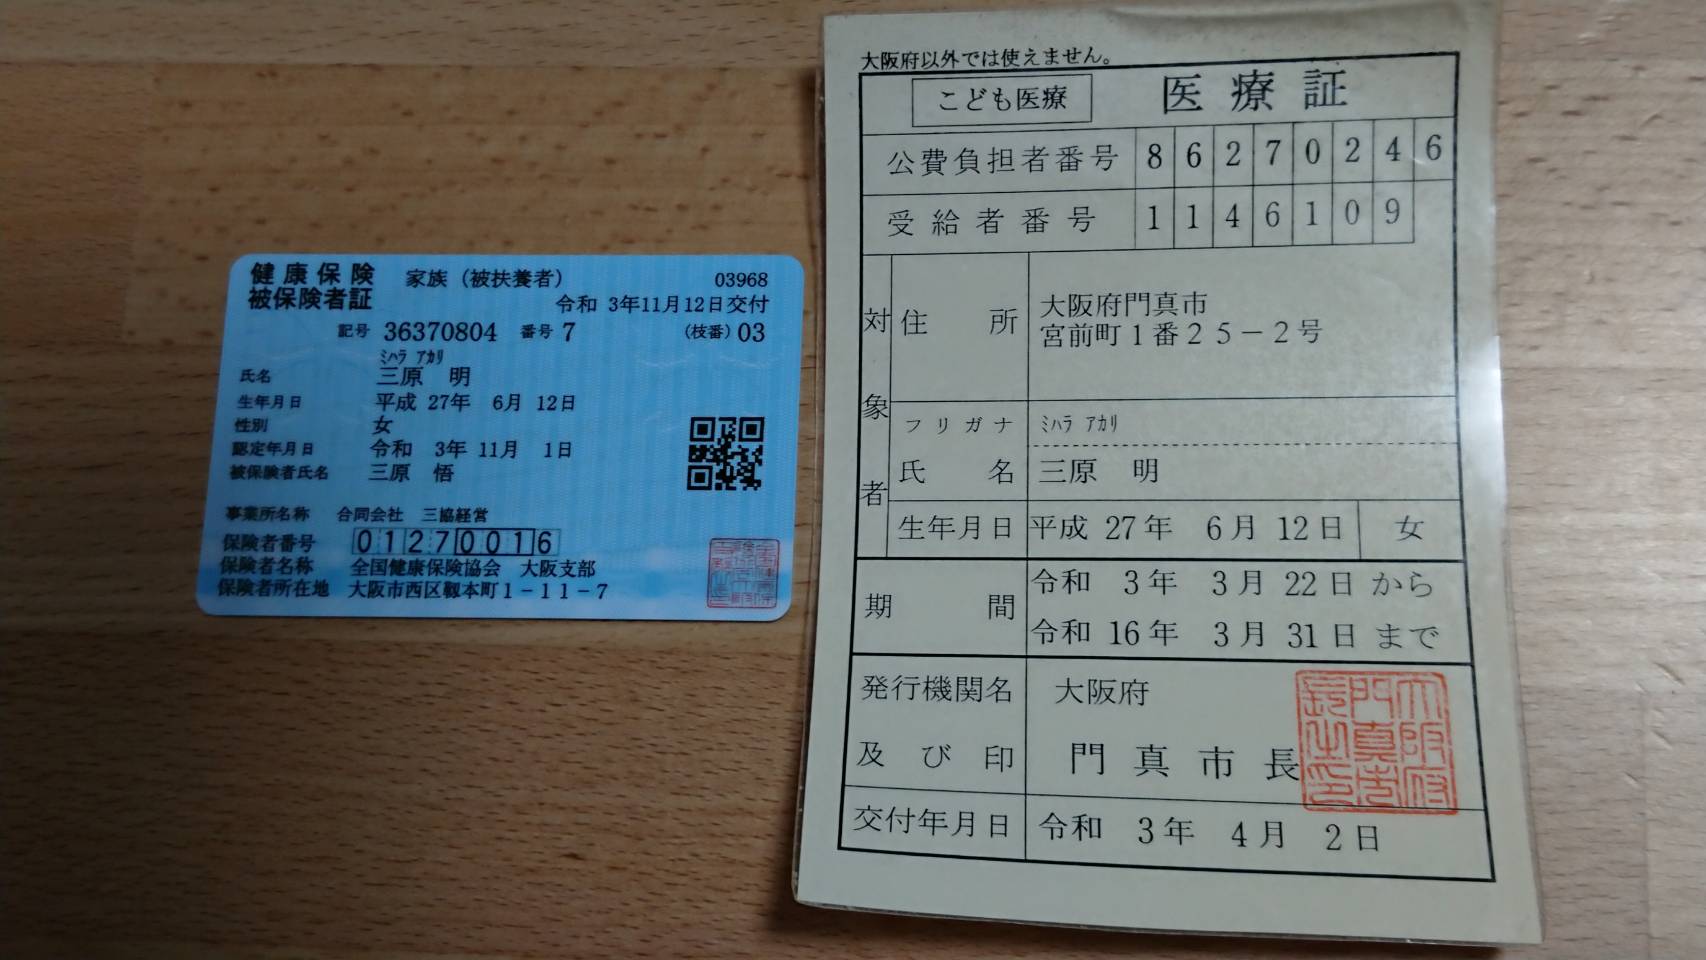 健康保険 家族(被扶養者) 03968
被保険者証 令和 3年11月12日交付
記号 36370804 番号 7 (枝番) 03
ﾐﾊﾗ ｱｶﾘ
氏名 三原 明
生年月日 平成 27年 6月 12日
性別 女
認定年月日 令和 3年 11月 1日
被保険者氏名 三原 悟
事業所名称 合同会社 三協経営
保険者番号 01270016
保険者名称 全国健康保険協会 大阪支部
保険者所在地 大阪市西区靱本町1-11-7
大阪府以外では使えません。
こども医療 医療証
公費負担者番号 86270246
受給者番号 1146109
対象者
住所 大阪府門真市
宮前町1番25-2号
フリガナ ﾐﾊﾗ ｱｶﾘ
氏名 三原 明
生年月日 平成 27年 6月 12日 女
期間 令和 3年 3月 22日 から
令和 16年 3月 31日 まで
発行機関名 大阪府
及び印 門真市長
大阪府門真市長之印
交付年月日 令和 3年 4月 2日